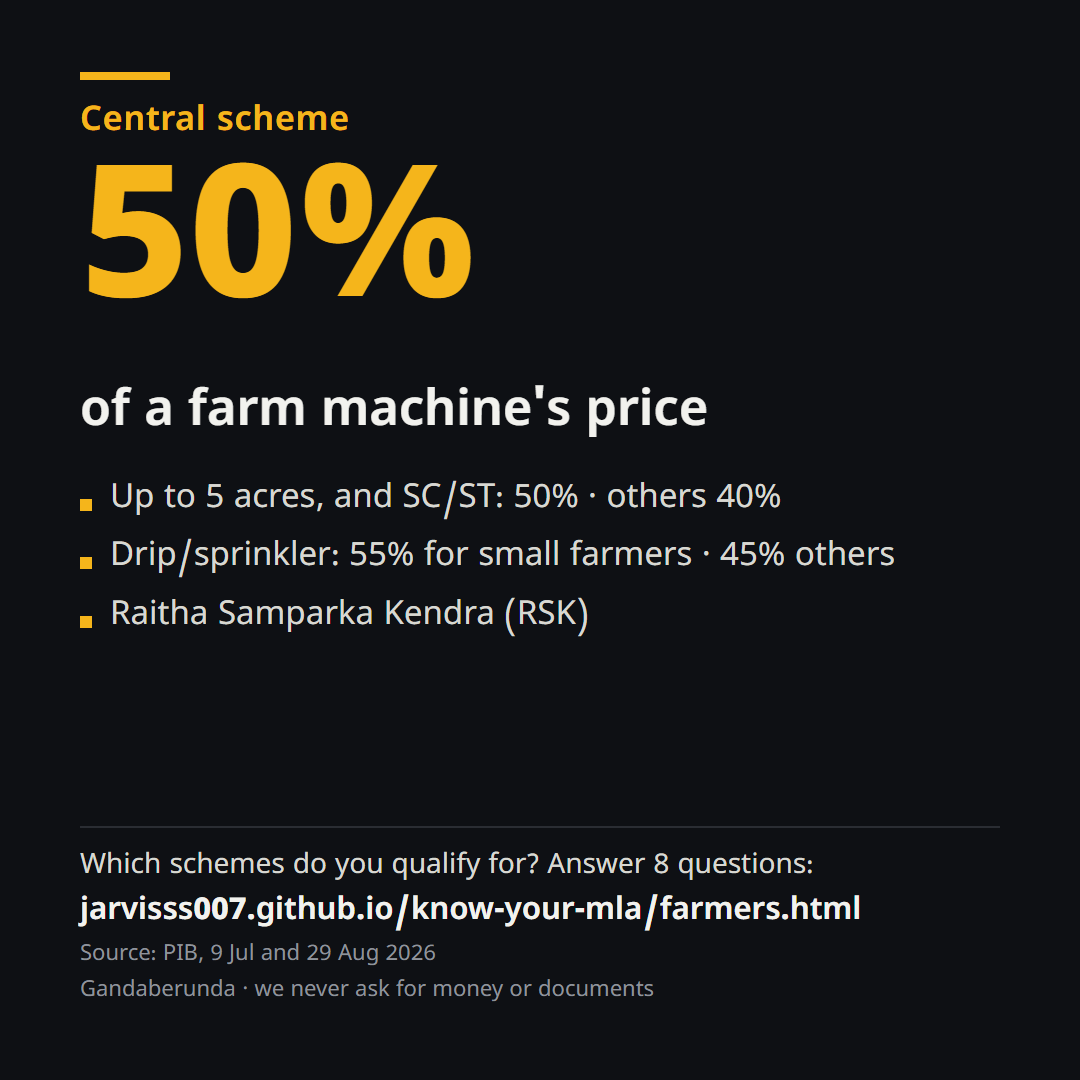 Central scheme
50%
of a farm machine's price
Up to 5 acres, and SC/ST: 50% · others 40%
Drip/sprinkler: 55% for small farmers · 45% others
Raitha Samparka Kendra (RSK)
Which schemes do you qualify for? Answer 8 questions:
jarvisss007.github.io/know-your-mla/farmers.html
Source: PIB, 9 Jul and 29 Aug 2026
Gandaberunda · we never ask for money or documents